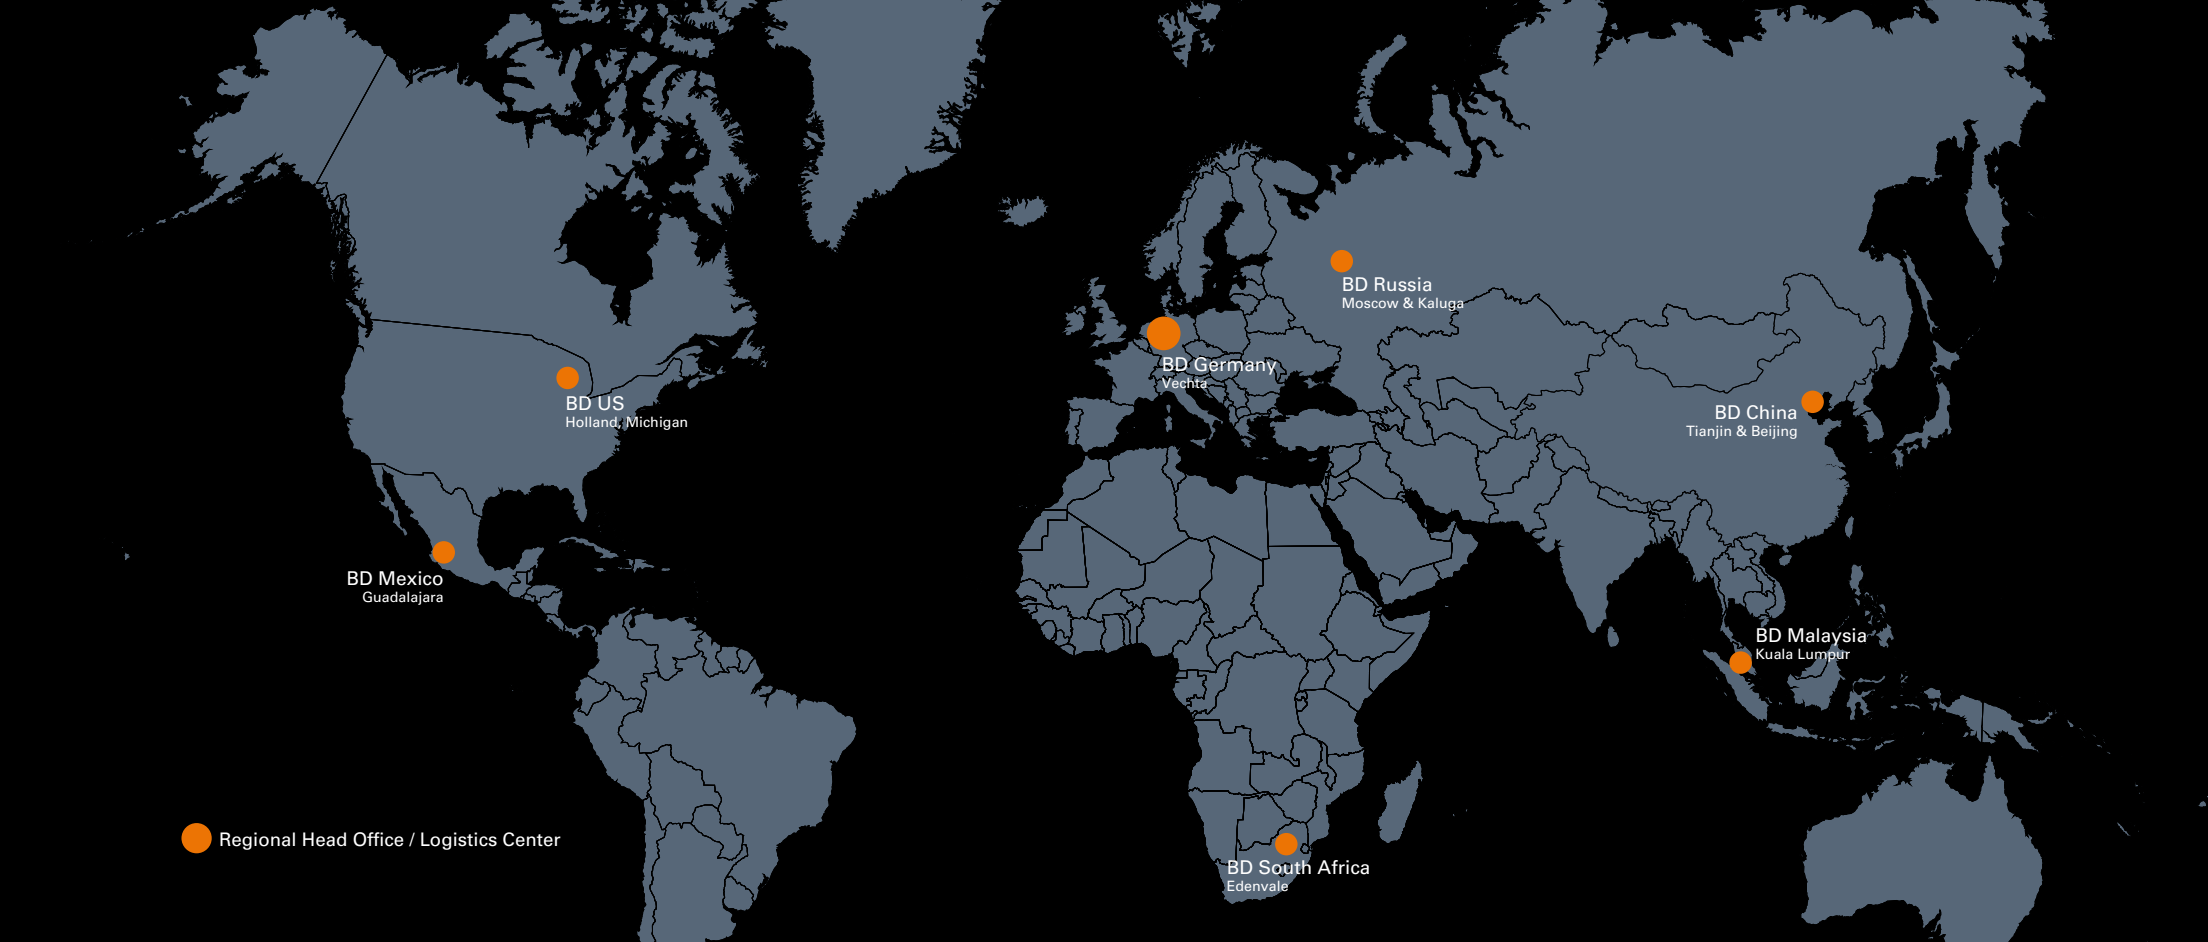 BD Russia
Moscow & Kaluga
BD Germany
Vechta
BD US
Holland, Michigan
BD China
Tianjin & Beijing
BD Mexico
Guadalajara
BD Malaysia
Kuala Lumpur
Regional Head Office / Logistics Center
BD South Africa
Edenvale